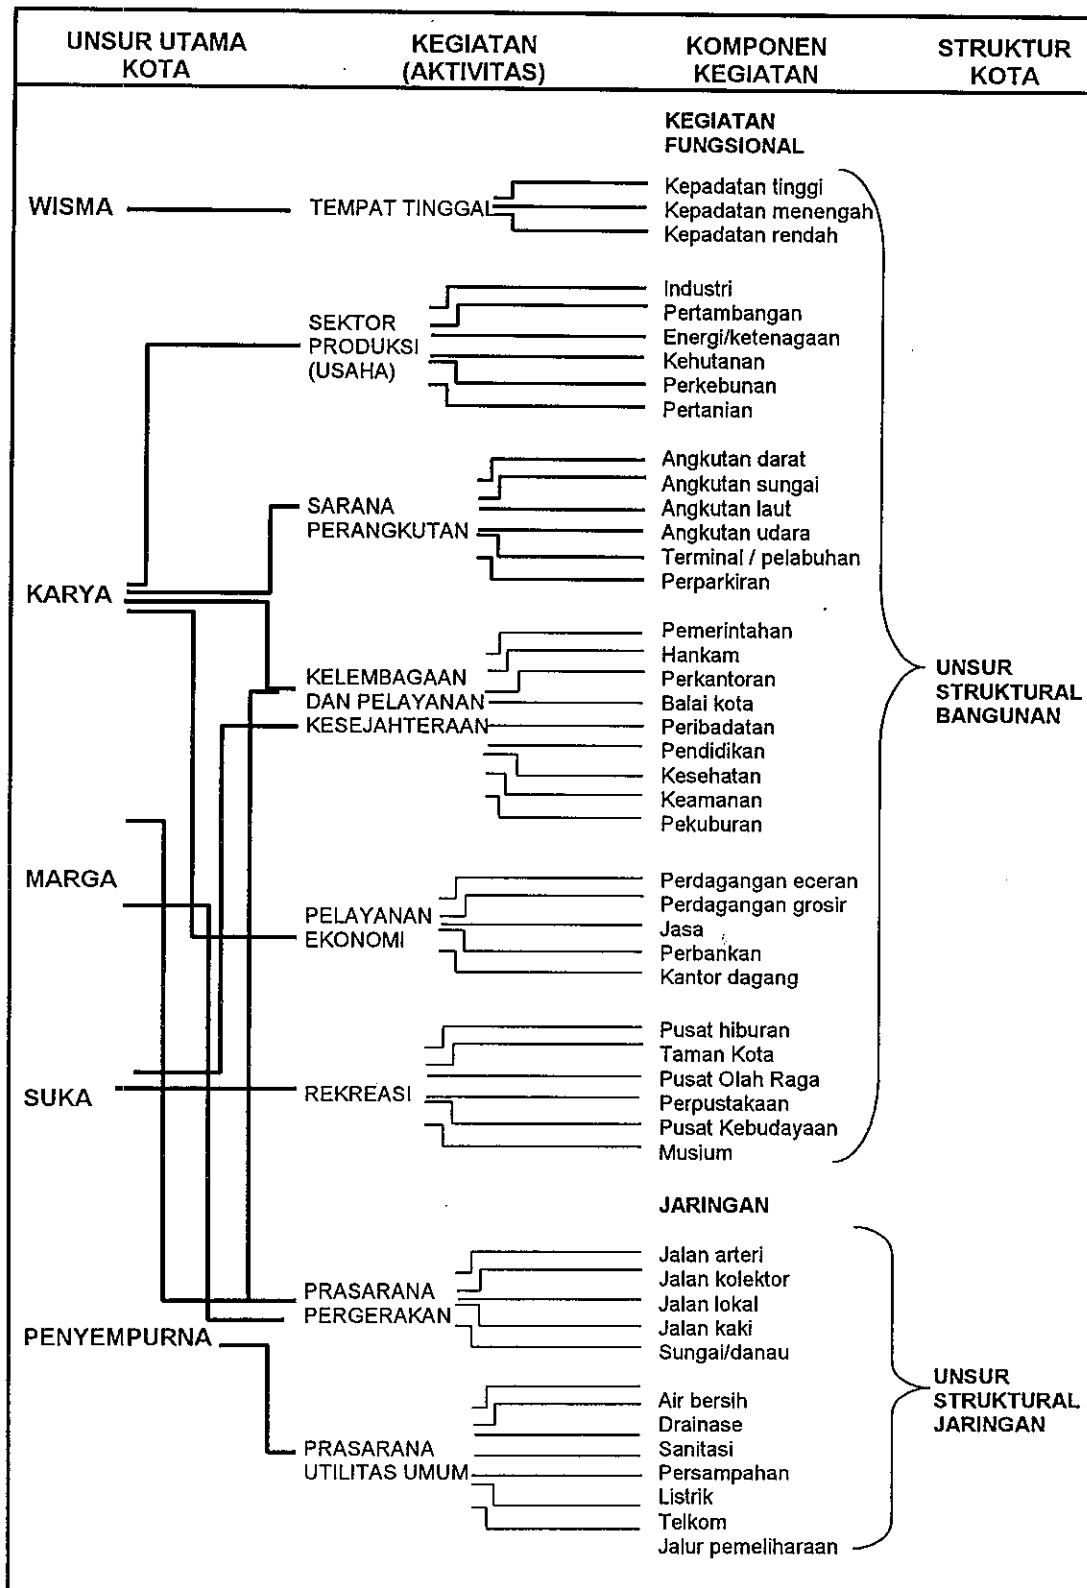 UNSUR UTAMA
KOTA
KEGIATAN
(AKTIVITAS)
KOMPONEN
KEGIATAN
STRUKTUR
KOTA
KEGIATAN
FUNGSIONAL
WISMA
TEMPAT TINGGAL
Kepadatan tinggi
Kepadatan menengah
Kepadatan rendah
SEKTOR
PRODUKSI
(USAHA)
Industri
Pertambangan
Energi/ketenagaan
Kehutanan
Perkebunan
Pertanian
SARANA
PERANGKUTAN
Angkutan darat
Angkutan sungai
Angkutan laut
Angkutan udara
Terminal / pelabuhan
Perparkiran
KARYA
KELEMBAGAAN
DAN PELAYANAN
KESEJAHTERAAN
Pemerintahan
Hankam
Perkantoran
Balai kota
Peribadatan
Pendidikan
Kesehatan
Keamanan
Pekuburan
UNSUR
STRUKTURAL
BANGUNAN
MARGA
PELAYANAN
EKONOMI
Perdagangan eceran
Perdagangan grosir
Jasa
Perbankan
Kantor dagang
SUKA
REKREASI
Pusat hiburan
Taman Kota
Pusat Olah Raga
Perpustakaan
Pusat Kebudayaan
Musium
JARINGAN
PRASARANA
PERGERAKAN
Jalan arteri
Jalan kolektor
Jalan lokal
Jalan kaki
Sungai/danau
PENYEMPURNA
PRASARANA
UTILITAS UMUM
Air bersih
Drainase
Sanitasi
Persampahan
Listrik
Telkom
Jalur pemeliharaan
UNSUR
STRUKTURAL
JARINGAN